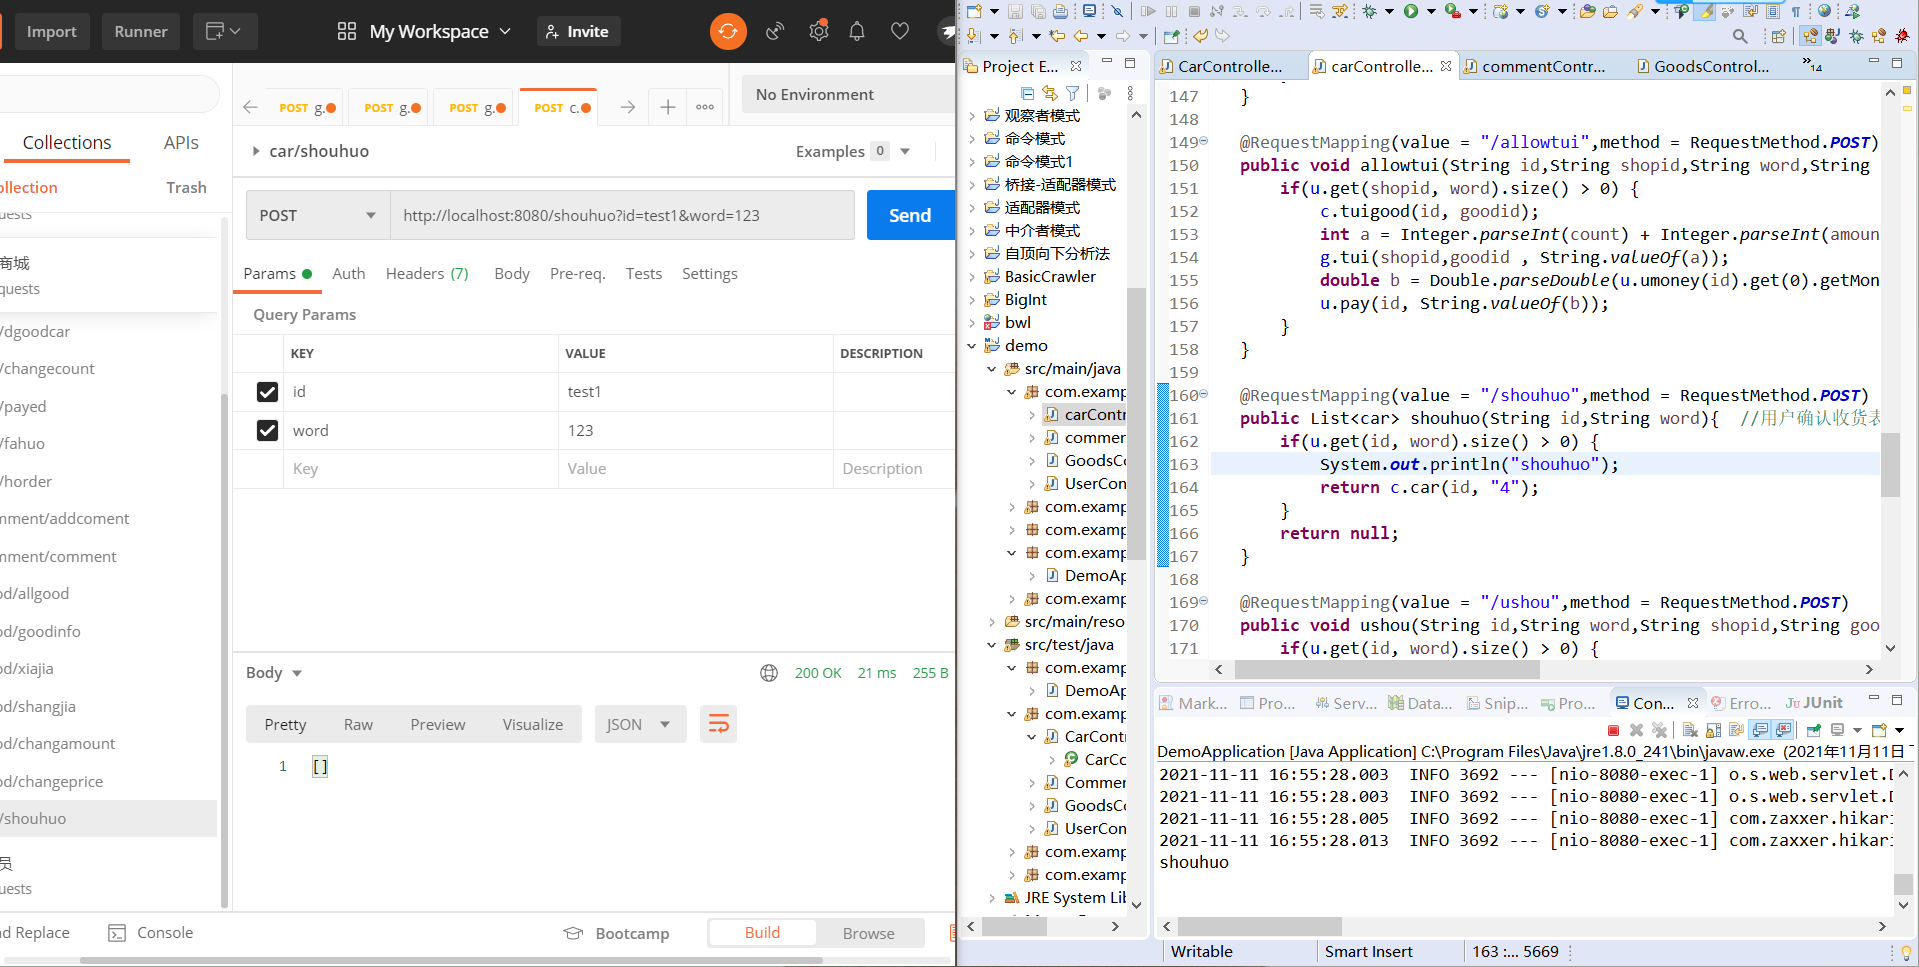 Import
Runner
My Workspace
Invite
POST g.
POST g.
POST g.
POST c.
No Environment
Collections
APIs
ollection
Trash
car/shouhuo
Examples 0
POST
http://localhost:8080/shouhuo?id=test1&word=123
Send
Params
Auth
Headers (7)
Body
Pre-req.
Tests
Settings
Query Params
KEY
VALUE
DESCRIPTION
id
test1
word
123
Key
Value
Description
uests
商城
quests
/dgoodcar
/changecount
/payed
/fahuo
/horder
nment/addcoment
nment/comment
od/allgood
od/goodinfo
od/xiajia
od/shangjia
od/changamount
od/changeprice
/shouhuo
员
uests
Body
200 OK
21 ms
255 B
Pretty
Raw
Preview
Visualize
JSON
1
[]
nd Replace
Console
Bootcamp
Build
Browse
Project E...
观察者模式
命令模式
命令模式1
桥接-适配器模式
适配器模式
中介者模式
自顶向下分析法
BasicCrawler
BigInt
bwl
demo
src/main/java
com.examp
carContr
commer
GoodsCo
UserCon
com.examp
com.examp
com.examp
DemoAp
com.examp
src/main/reso
src/test/java
com.examp
DemoAp
com.examp
CarContr
CarCo
Commer
GoodsCo
UserCon
com.examp
com.examp
JRE System Lib
CarControlle...
carControlle...
commentContr...
GoodsControl...
14
147 }
148
149 @RequestMapping(value = "/allowtui",method = RequestMethod.POST)
150 public void allowtui(String id,String shopid,String word,String
151 if(u.get(shopid, word).size() > 0) {
152 c.tuigood(id, goodid);
153 int a = Integer.parseInt(count) + Integer.parseInt(amoun
154 g.tui(shopid,goodid , String.valueOf(a));
155 double b = Double.parseDouble(u.umoney(id).get(0).getMon
156 u.pay(id, String.valueOf(b));
157 }
158 }
159
160 @RequestMapping(value = "/shouhuo",method = RequestMethod.POST)
161 public List<car> shouhuo(String id,String word){ //用户确认收货表
162 if(u.get(id, word).size() > 0) {
163 System.out.println("shouhuo");
164 return c.car(id, "4");
165 }
166 return null;
167 }
168
169 @RequestMapping(value = "/ushou",method = RequestMethod.POST)
170 public void ushou(String id,String word,String shopid,String goo
171 if(u.get(id, word).size() > 0) {
Mark...
Pro...
Serv...
Data...
Snip...
Pro...
Con...
Erro...
JUnit
DemoApplication [Java Application] C:\Program Files\Java\jre1.8.0_241\bin\javaw.exe (2021年11月11日
2021-11-11 16:55:28.003 INFO 3692 --- [nio-8080-exec-1] o.s.web.servlet.D
2021-11-11 16:55:28.003 INFO 3692 --- [nio-8080-exec-1] o.s.web.servlet.D
2021-11-11 16:55:28.005 INFO 3692 --- [nio-8080-exec-1] com.zaxxer.hikari
2021-11-11 16:55:28.013 INFO 3692 --- [nio-8080-exec-1] com.zaxxer.hikari
shouhuo
Writable
Smart Insert
163 :... 5669